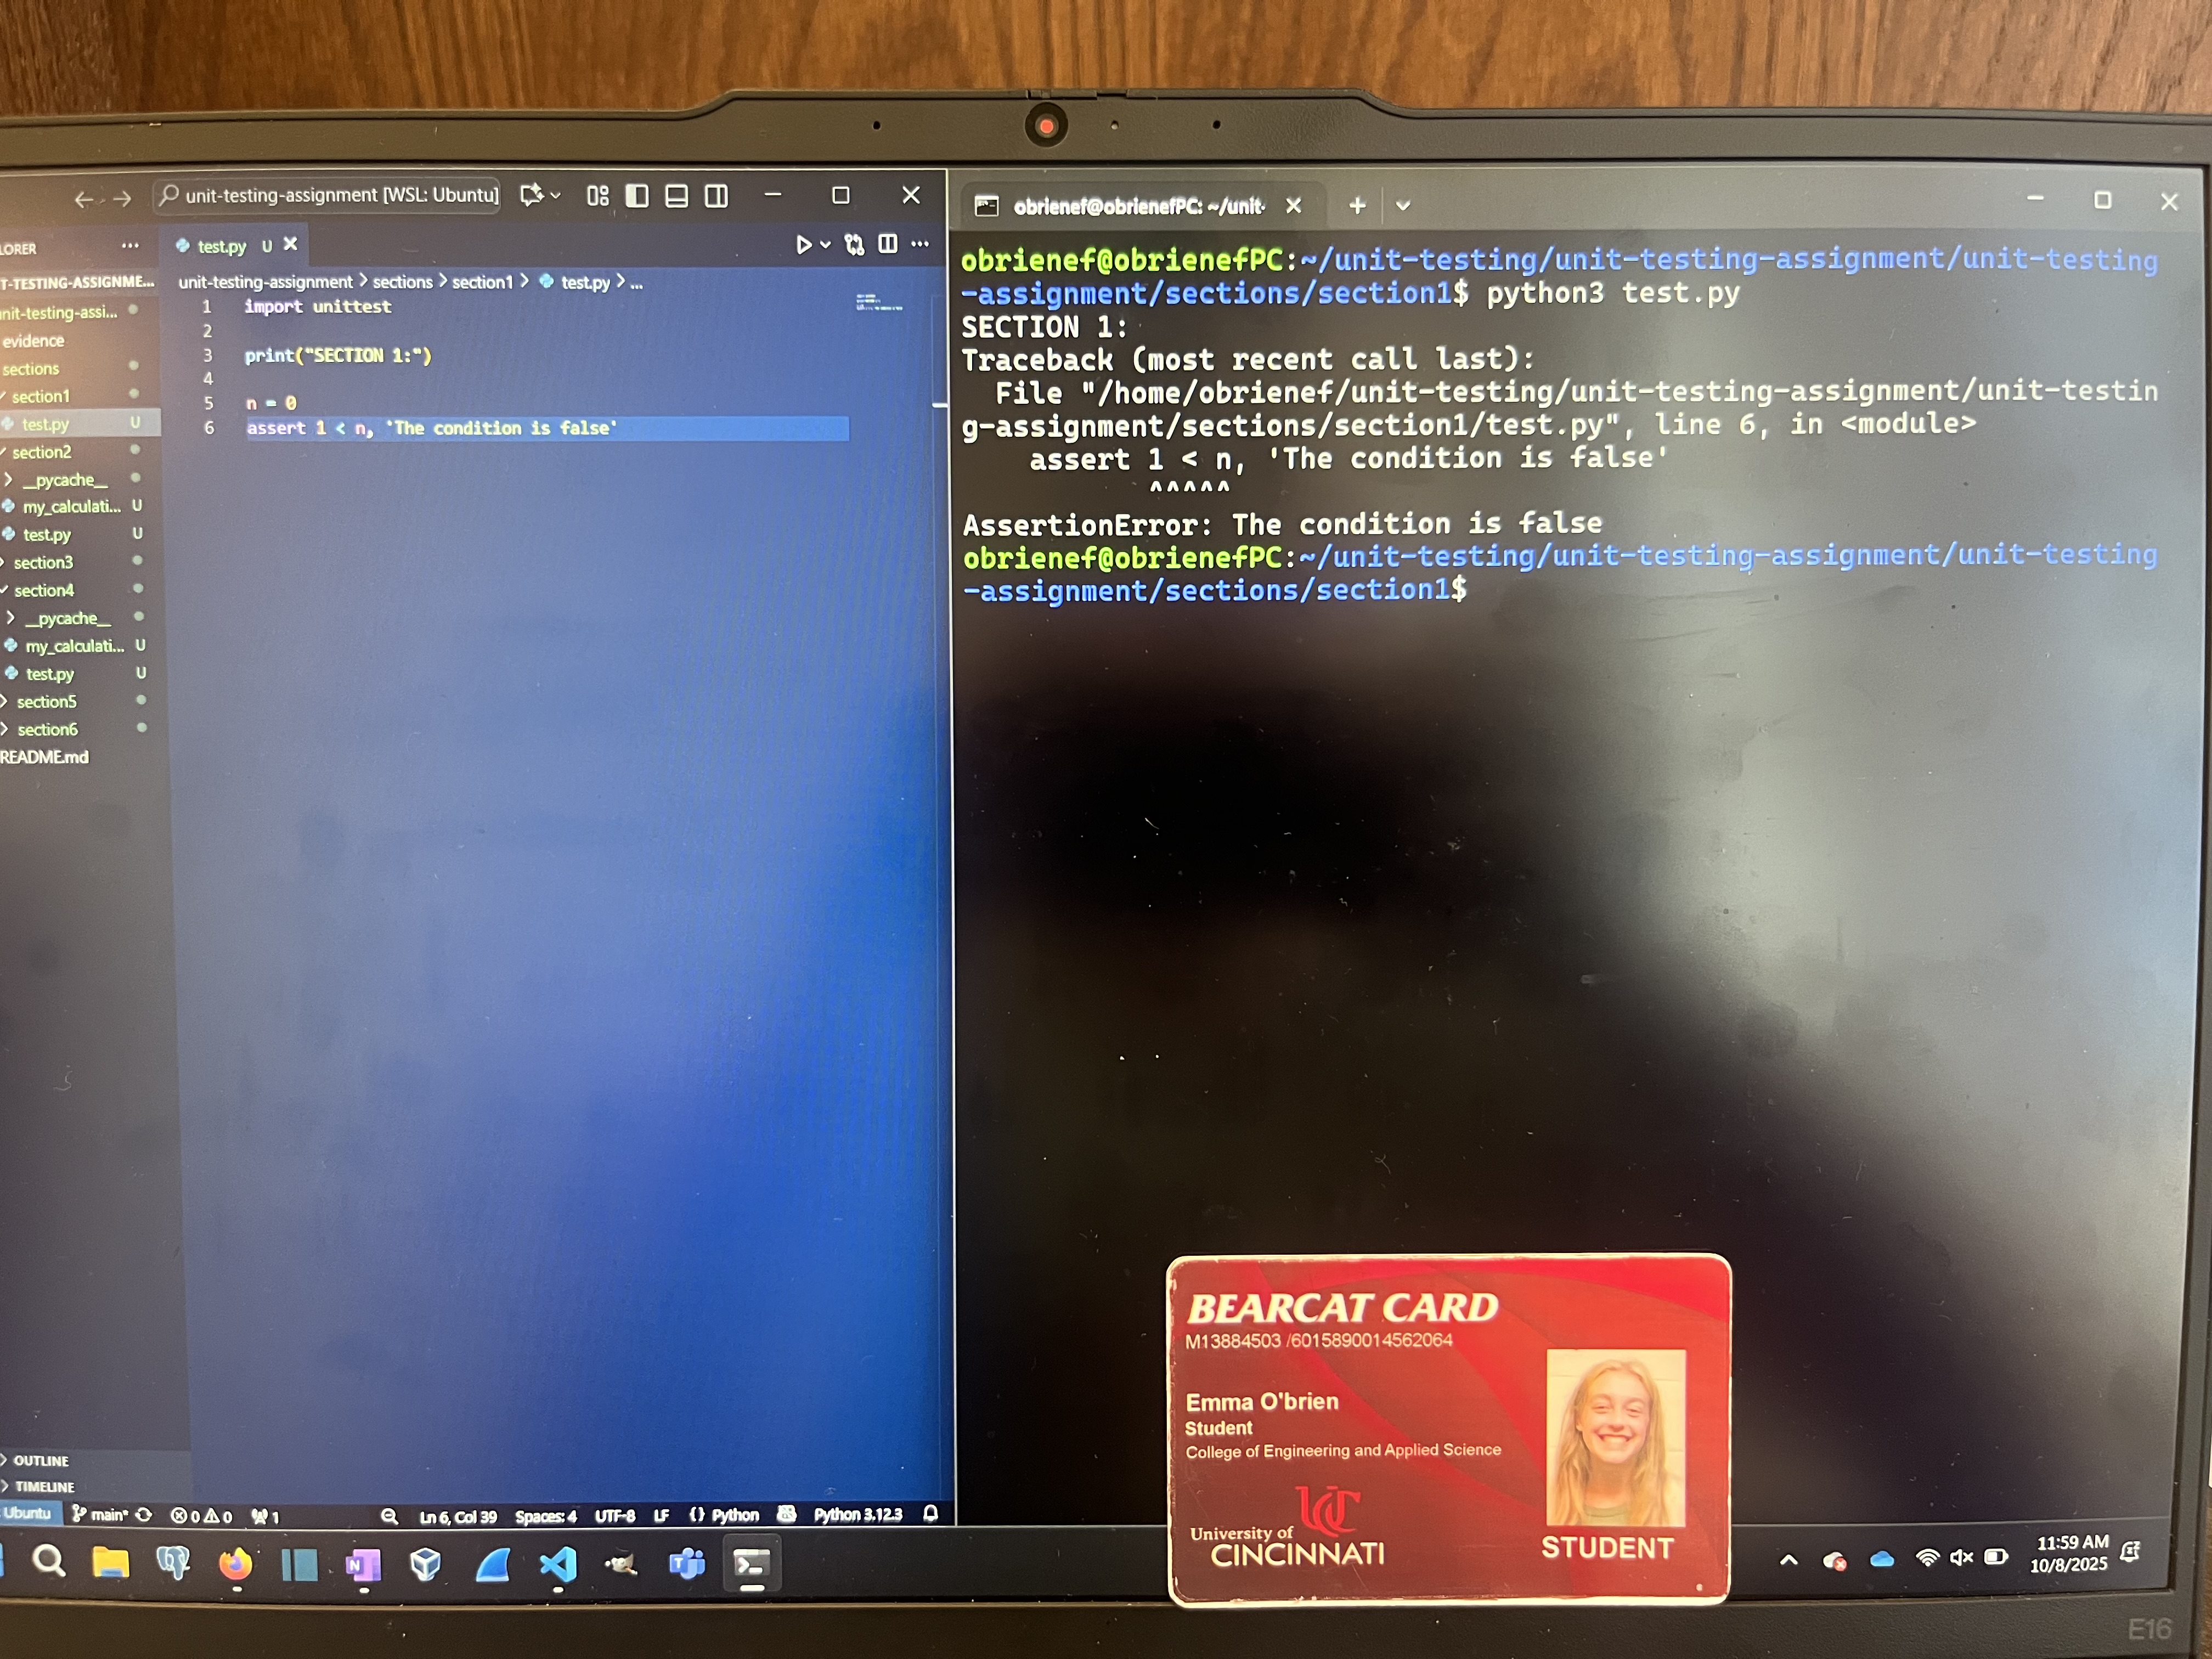 unit-testing-assignment [WSL: Ubuntu]
LORER
T-TESTING-ASSIGNME...
nit-testing-assi...
evidence
sections
section1
test.py U
section2
__pycache__
my_calculati... U
test.py U
section3
section4
__pycache__
my_calculati... U
test.py U
section5
section6
README.md
OUTLINE
TIMELINE
test.py U
unit-testing-assignment > sections > section1 > test.py > ...
1 import unittest
2
3 print("SECTION 1:")
4
5 n = 0
6 assert 1 < n, 'The condition is false'
Ubuntu main* 0 0 1 Ln 6, Col 39 Spaces: 4 UTF-8 LF {} Python Python 3.12.3
obrienef@obrienefPC: ~/unit-
obrienef@obrienefPC:~/unit-testing/unit-testing-assignment/unit-testing
-assignment/sections/section1$ python3 test.py
SECTION 1:
Traceback (most recent call last):
File "/home/obrienef/unit-testing/unit-testing-assignment/unit-testin
g-assignment/sections/section1/test.py", line 6, in <module>
assert 1 < n, 'The condition is false'
^^^^^
AssertionError: The condition is false
obrienef@obrienefPC:~/unit-testing/unit-testing-assignment/unit-testing
-assignment/sections/section1$
BEARCAT CARD
M13884503 /6015890014562064
Emma O'brien
Student
College of Engineering and Applied Science
UC
University of
CINCINNATI
STUDENT
11:59 AM
10/8/2025
E16